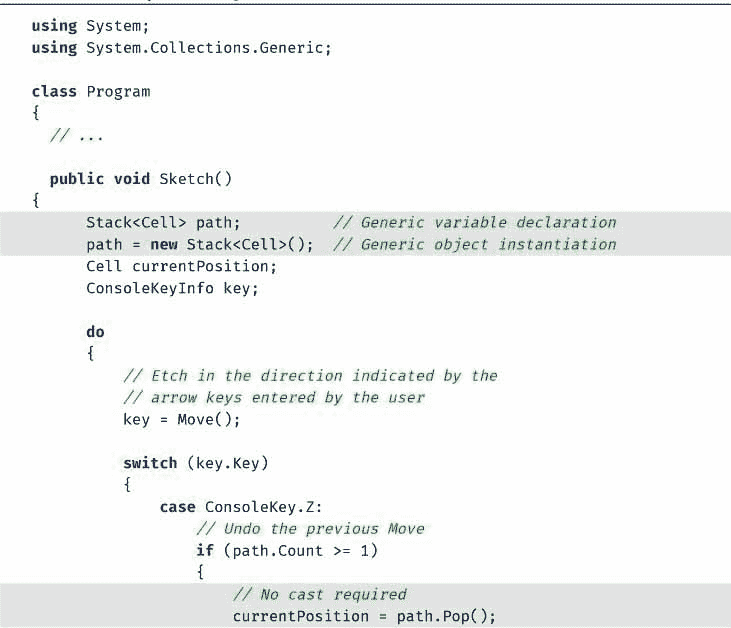 using System;
using System.Collections.Generic;
class Program
{
// ...
public void Sketch()
{
Stack<Cell> path; // Generic variable declaration
path = new Stack<Cell>(); // Generic object instantiation
Cell currentPosition;
ConsoleKeyInfo key;
do
{
// Etch in the direction indicated by the
// arrow keys entered by the user
key = Move();
switch (key.Key)
{
case ConsoleKey.Z:
// Undo the previous Move
if (path.Count >= 1)
{
// No cast required
currentPosition = path.Pop();